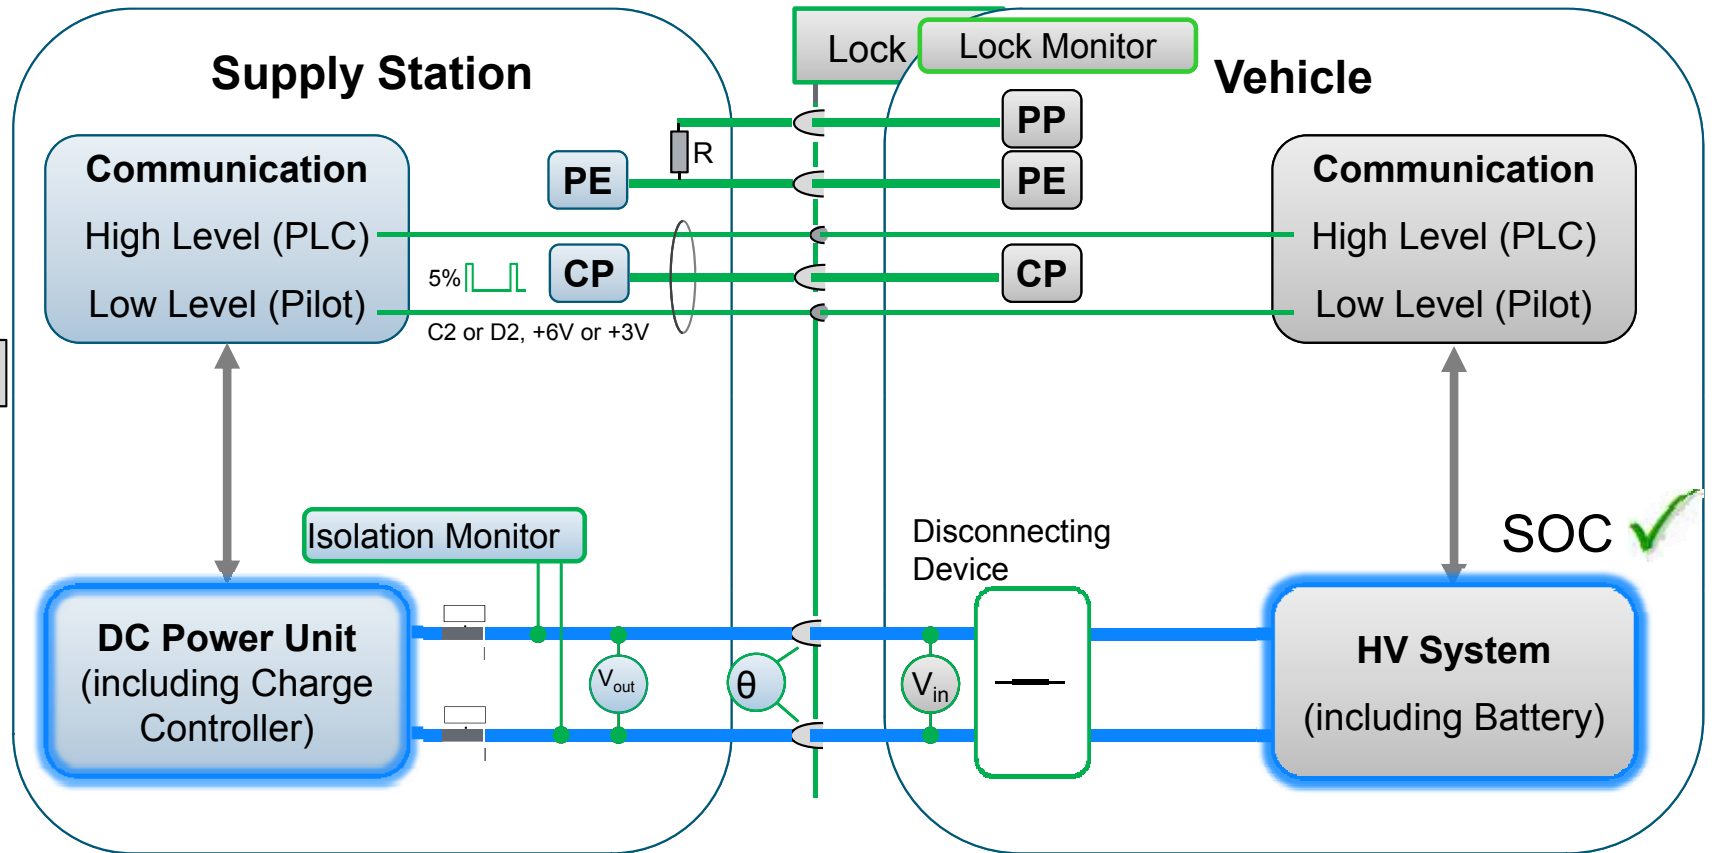 Supply Station
Lock
Lock Monitor
Vehicle
Communication
High Level (PLC)
Low Level (Pilot)
PE
R
PP
PE
5%
CP
CP
C2 or D2, +6V or +3V
Communication
High Level (PLC)
Low Level (Pilot)
Isolation Monitor
Disconnecting
Device
SOC
DC Power Unit
(including Charge
Controller)
Vout
θ
Vin
HV System
(including Battery)